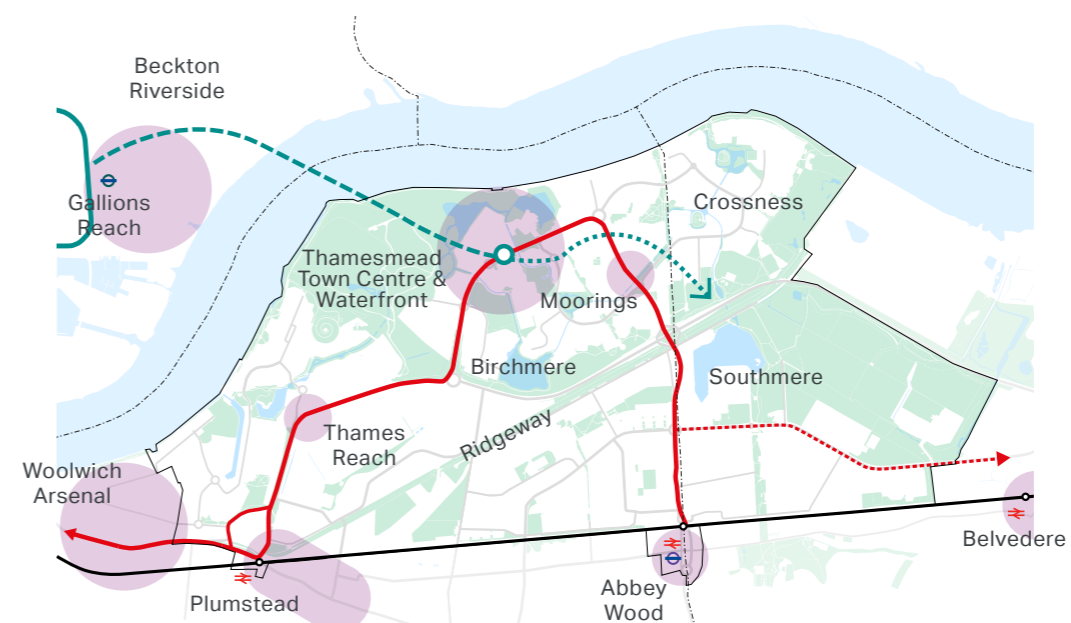 Beckton
Riverside
Gallions
Reach
Crossness
Thamesmead
Town Centre &
Waterfront
Moorings
Birchmere
Southmere
Ridgeway
Thames
Reach
Woolwich
Arsenal
Belvedere
Plumstead
Abbey
Wood